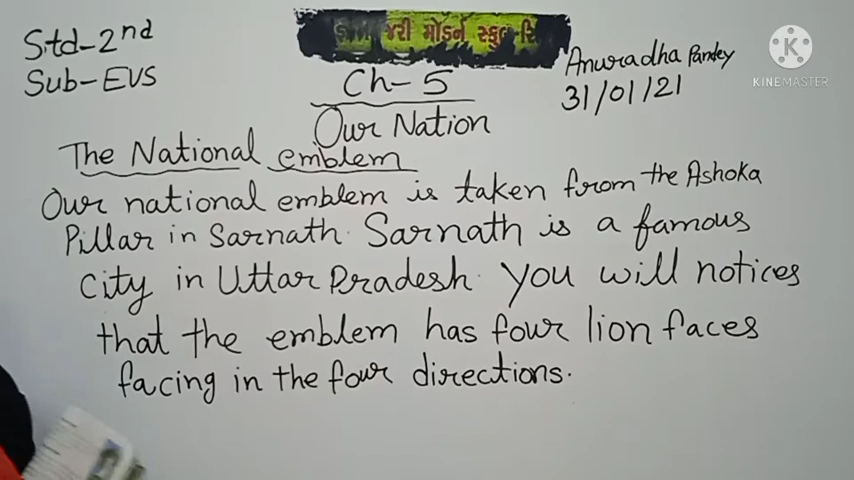 Std-2nd
Sub-EVS
જરી મોડર્ન સ્કુલ
Anuradha Pandey
31/01/21
KINEMASTER
Ch-5
Our Nation
The National emblem
Our national emblem is taken from the Ashoka
Pillar in Sarnath. Sarnath is a famous
city in Uttar Pradesh. You will notices
that the emblem has four lion faces
facing in the four directions.